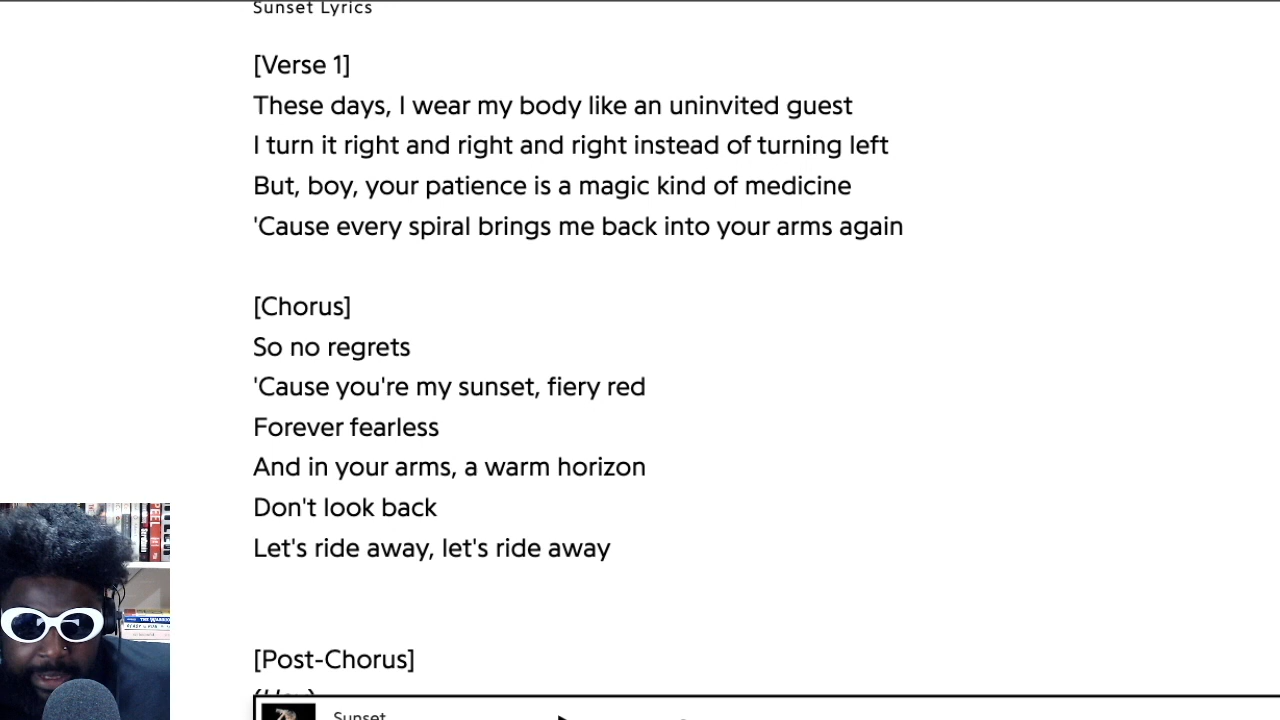 Sunset Lyrics
[Verse 1]
These days, I wear my body like an uninvited guest
I turn it right and right and right instead of turning left
But, boy, your patience is a magic kind of medicine
'Cause every spiral brings me back into your arms again
[Chorus]
So no regrets
'Cause you're my sunset, fiery red
Forever fearless
And in your arms, a warm horizon
Don't look back
Let's ride away, let's ride away
[Post-Chorus]
Sunset